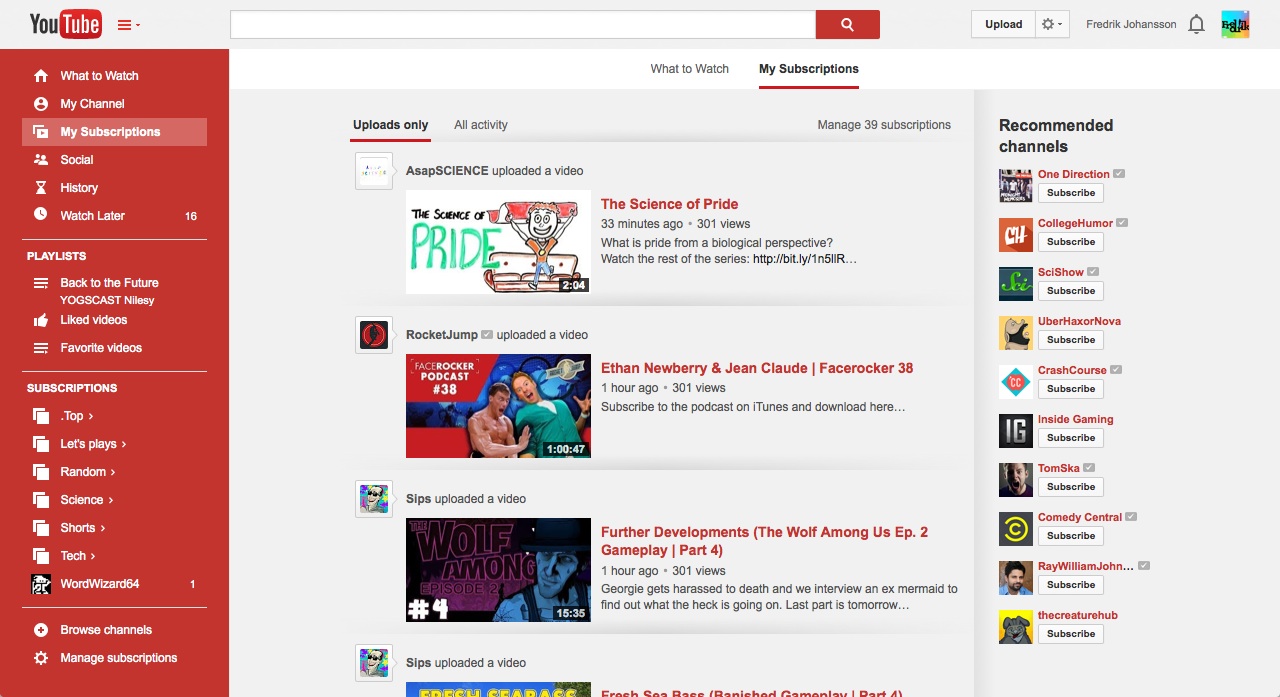 YouTube
Upload
Fredrik Johansson
What to Watch
My Subscriptions
What to Watch
My Channel
My Subscriptions
Social
History
Watch Later 16
PLAYLISTS
Back to the Future
YOGSCAST Nilesy
Liked videos
Favorite videos
SUBSCRIPTIONS
.Top ›
Let's plays ›
Random ›
Science ›
Shorts ›
Tech ›
WordWizard64 1
Browse channels
Manage subscriptions
Uploads only
All activity
Manage 39 subscriptions
AsapSCIENCE uploaded a video
THE SCIENCE OF
PRIDE
2:04
The Science of Pride
33 minutes ago • 301 views
What is pride from a biological perspective?
Watch the rest of the series: http://bit.ly/1n5llR…
RocketJump uploaded a video
FACEROCKER
PODCAST
#38
1:00:47
Ethan Newberry & Jean Claude | Facerocker 38
1 hour ago • 301 views
Subscribe to the podcast on iTunes and download here…
Sips uploaded a video
THE
WOLF
AMONG
EPISODE 2
#4
15:35
Further Developments (The Wolf Among Us Ep. 2
Gameplay | Part 4)
1 hour ago • 301 views
Georgie gets harassed to death and we interview an ex mermaid to
find out what the heck is going on. Last part is tomorrow…
Sips uploaded a video
FRESH SEABASS
Fresh Sea Bass (Banished Gameplay | Part 4)
Recommended
channels
One Direction
Subscribe
CH
CollegeHumor
Subscribe
Sci
SciShow
Subscribe
UberHaxorNova
Subscribe
CC
CrashCourse
Subscribe
IG
Inside Gaming
Subscribe
TomSka
Subscribe
Comedy Central
Subscribe
RayWilliamJohn…
Subscribe
thecreaturehub
Subscribe